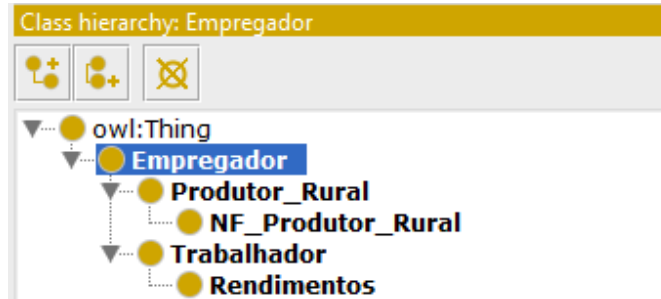 Class hierarchy: Empregador
owl:Thing
Empregador
Produtor_Rural
NF_Produtor_Rural
Trabalhador
Rendimentos